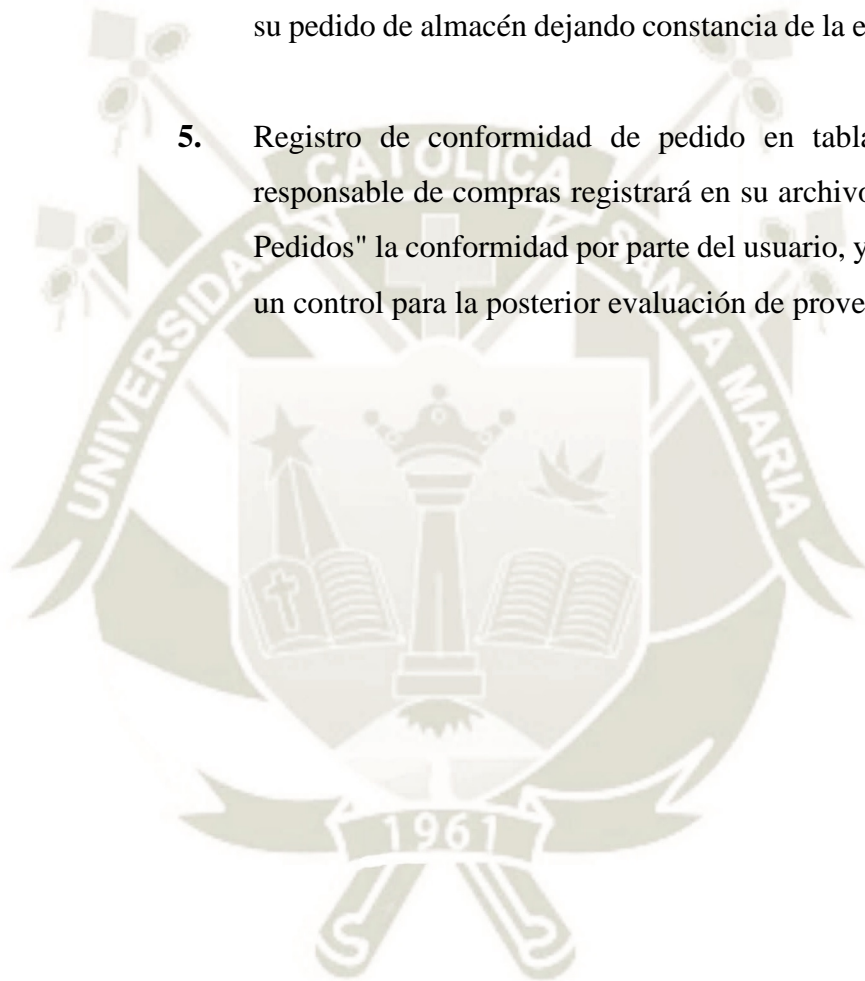 su pedido de almacén dejando constancia de la e
5. Registro de conformidad de pedido en tabla
responsable de compras registrará en su archivo
Pedidos" la conformidad por parte del usuario, y
un control para la posterior evaluación de prove
UNIVERSIDAD CATOLICA SANTA MARIA
1961